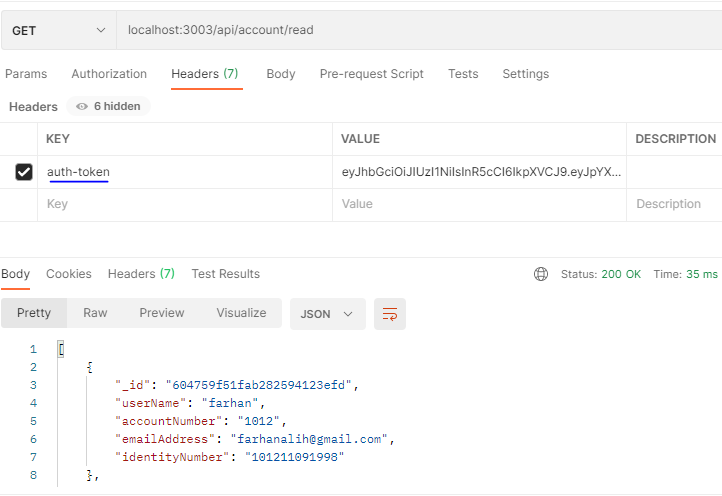 GET localhost:3003/api/account/read
Params Authorization Headers (7) Body Pre-request Script Tests Settings
Headers 6 hidden
KEY VALUE DESCRIPTION
auth-token eyJhbGciOiJIUzI1NiIsInR5cCI6IkpXVCJ9.eyJpYX...
Key Value Description
Body Cookies Headers (7) Test Results Status: 200 OK Time: 35 ms
Pretty Raw Preview Visualize JSON
1 [
2 {
3 "_id": "604759f51fab282594123efd",
4 "userName": "farhan",
5 "accountNumber": "1012",
6 "emailAddress": "farhanalih@gmail.com",
7 "identityNumber": "101211091998"
8 },